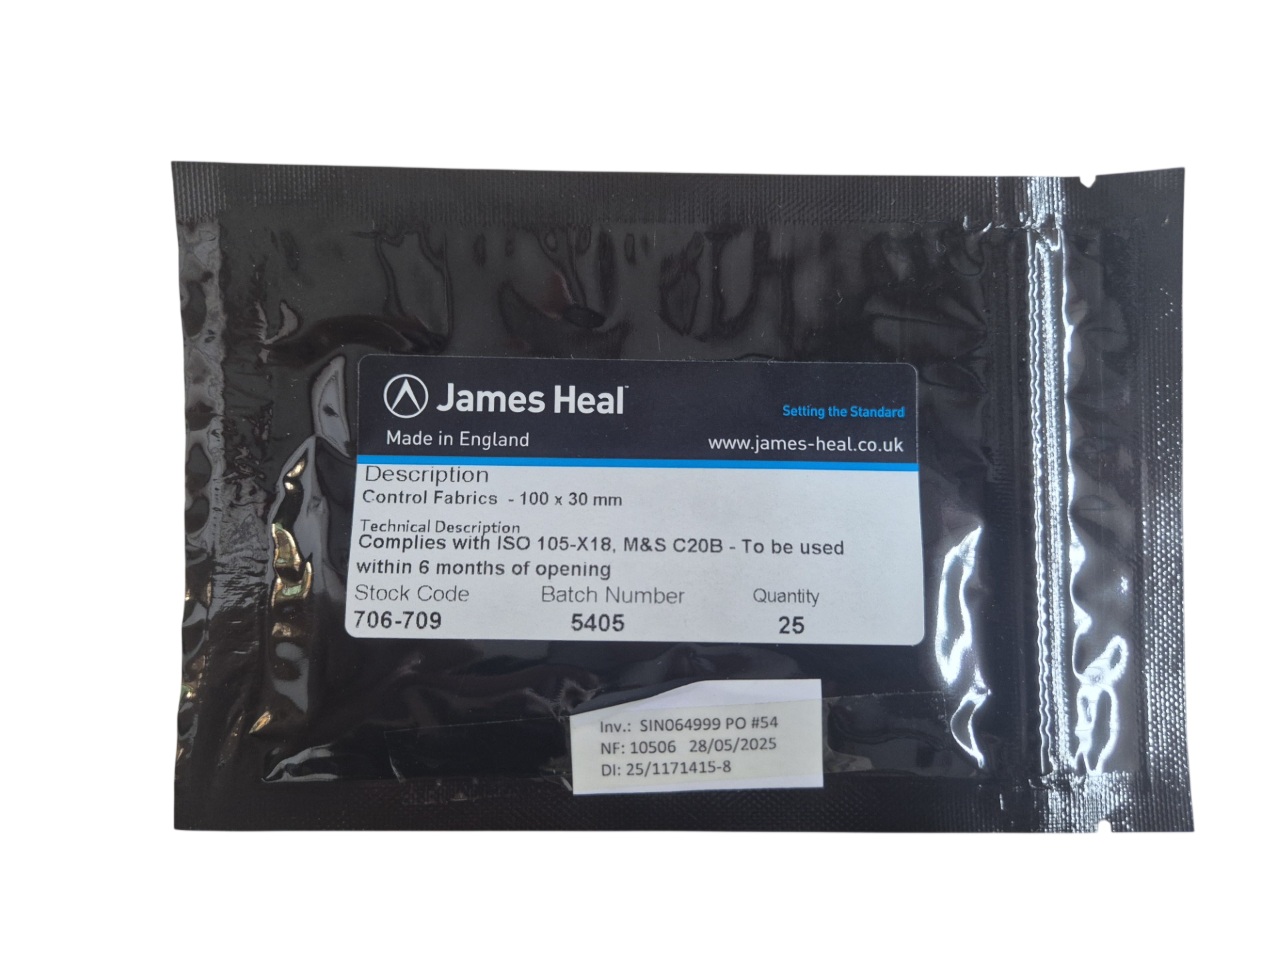 James Heal™
Setting the Standard
Made in England
www.james-heal.co.uk
Description
Control Fabrics - 100 x 30 mm
Technical Description
Complies with ISO 105-X18, M&S C20B - To be used
within 6 months of opening
Stock Code Batch Number Quantity
706-709 5405 25
Inv.: SIN064999 PO #54
NF: 10506 28/05/2025
DI: 25/1171415-8